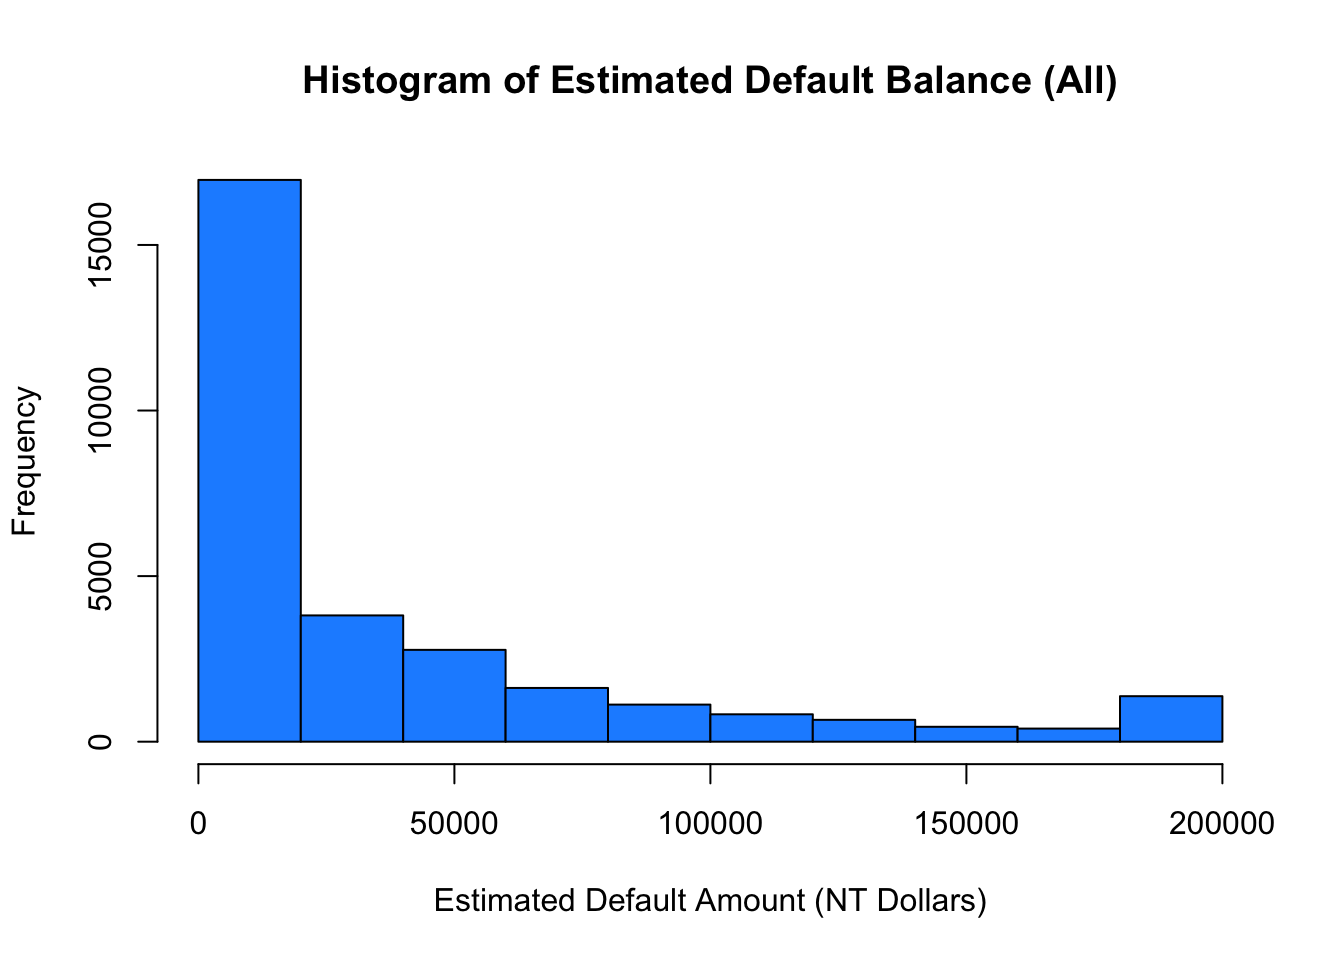 Histogram of Estimated Default Balance (All)
Frequency
15000
10000
5000
0
0 50000 100000 150000 200000
Estimated Default Amount (NT Dollars)